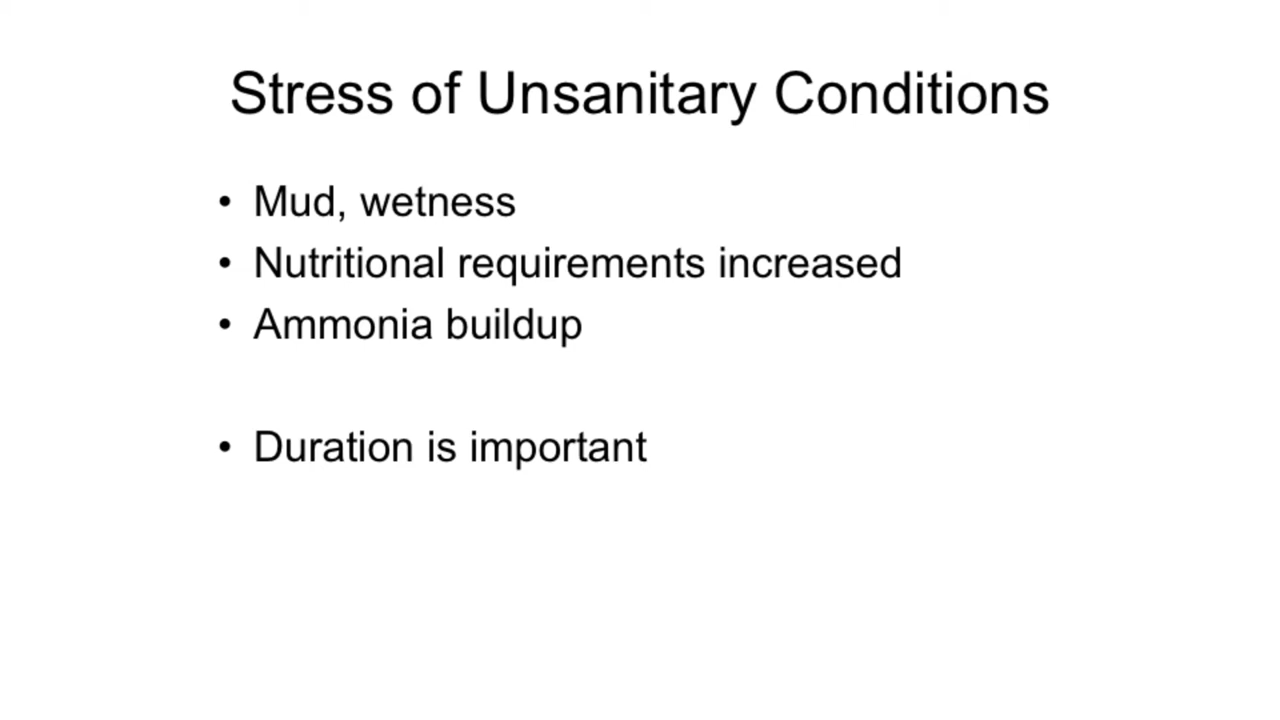 Stress of Unsanitary Conditions
• Mud, wetness
• Nutritional requirements increased
• Ammonia buildup
• Duration is important